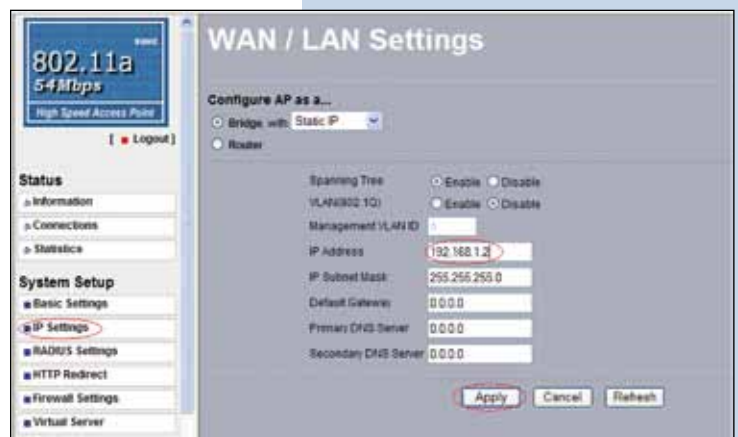 802.11a
54Mbps
High Speed Access Point
[ Logout ]
Status
Information
Connections
Statistics
System Setup
Basic Settings
IP Settings
RADIUS Settings
HTTP Redirect
Firewall Settings
Virtual Server
WAN / LAN Settings
Configure AP as a...
Bridge, with Static IP
Router
Spanning Tree Enable Disable
VLAN(802.1Q) Enable Disable
Management VLAN ID
IP Address 192.168.1.2
IP Subnet Mask 255.255.255.0
Default Gateway 0.0.0.0
Primary DNS Server 0.0.0.0
Secondary DNS Server 0.0.0.0
Apply Cancel Refresh